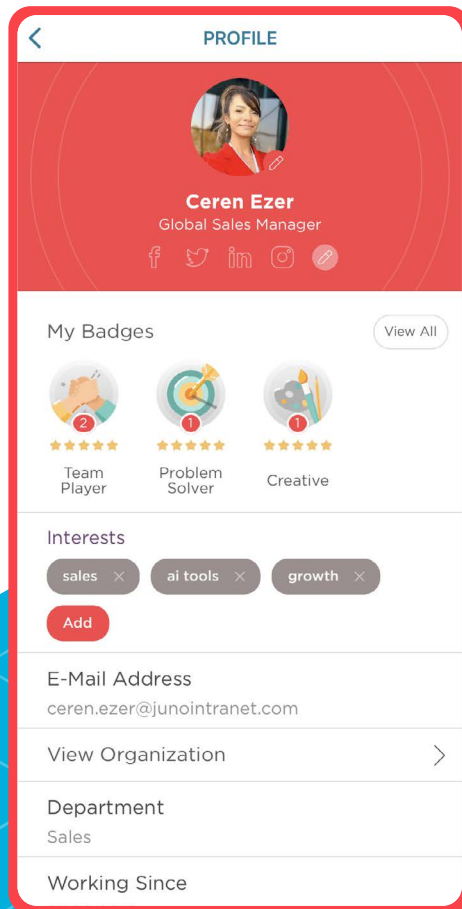 PROFILE
Ceren Ezer
Global Sales Manager
My Badges
View All
2
1
1
Team
Player
Problem
Solver
Creative
Interests
sales ×
ai tools ×
growth ×
Add
E-Mail Address
ceren.ezer@junointranet.com
View Organization
Department
Sales
Working Since